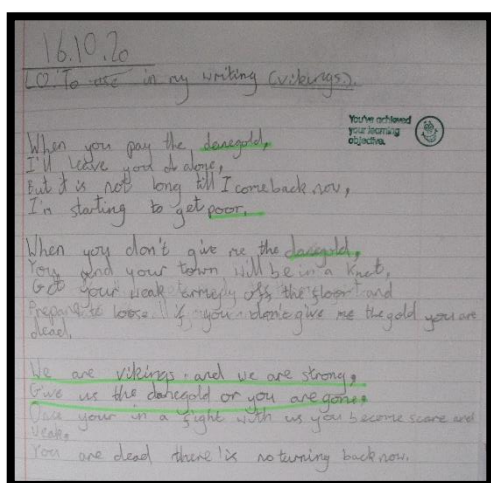 16.10.20
L.O. To use in my writing (vikings).
You've achieved
your learning
objective.
When you pay the danegold,
I'll leave you alone,
But it is not long till I come back now,
I'm starting to get poor.
When you don't give me the danegold,
You and your town will be in a knet,
Get your weak off the floor and
Prepare to loose. If you don't give me the gold you are
dead.
We are vikings and we are strong,
Give us the danegold or you are gone,
Once your in a fight with us you become scare and
weak,
You are dead there is no turning back now.